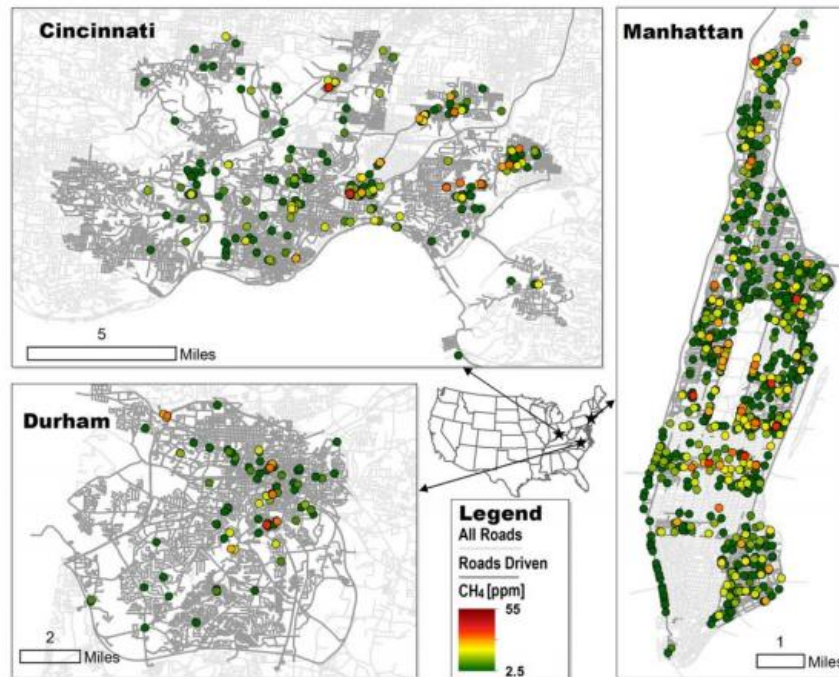 Cincinnati
5
Miles
Manhattan
1
Miles
Durham
2
Miles
Legend
All Roads
Roads Driven
CH₄ [ppm]
55
2.5